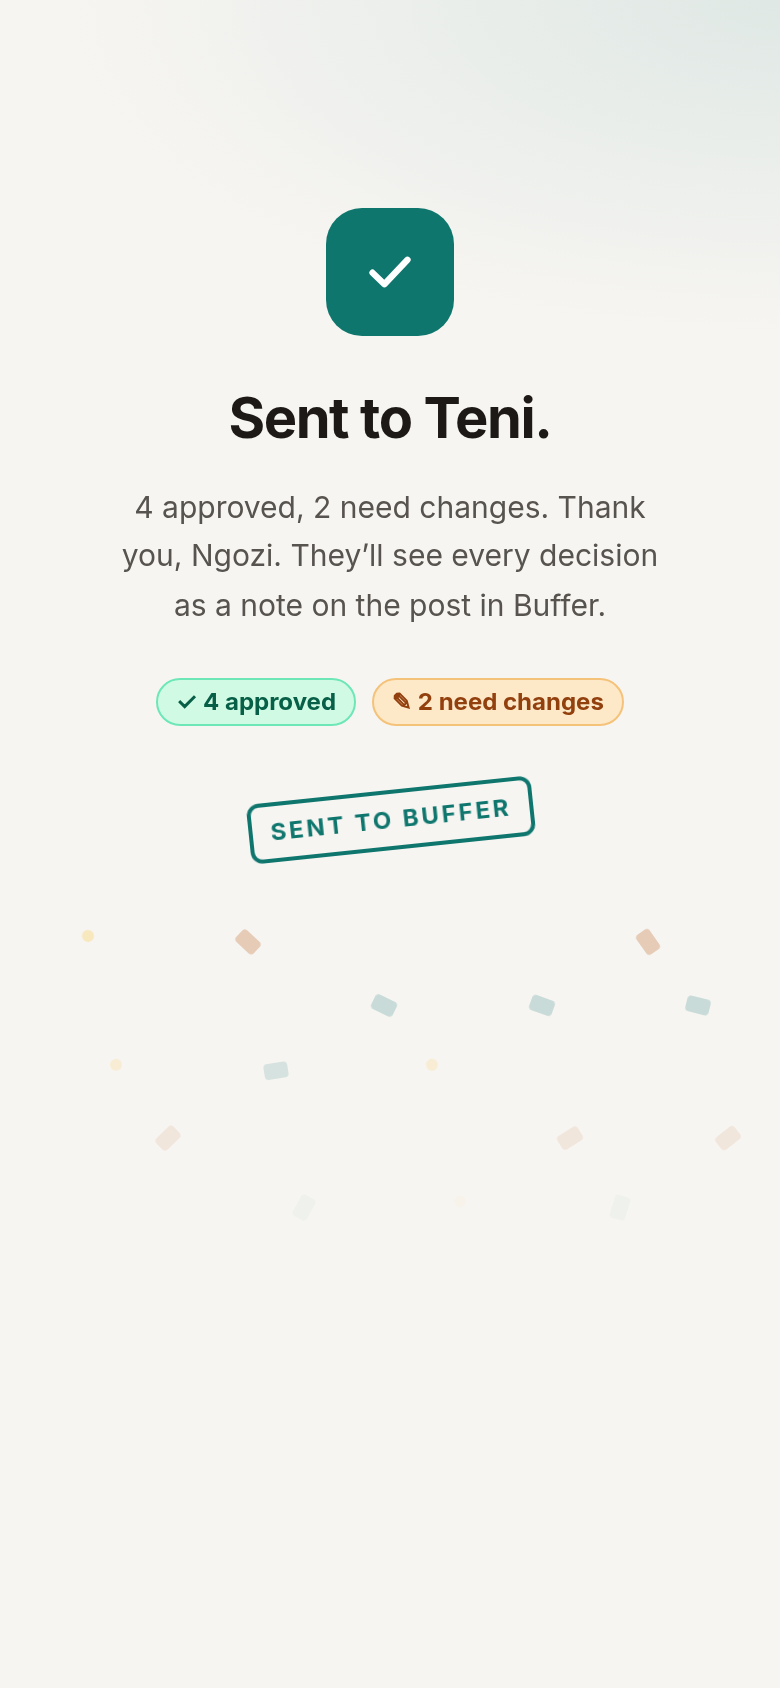 Sent to Teni.
4 approved, 2 need changes. Thank
you, Ngozi. They’ll see every decision
as a note on the post in Buffer.
✓ 4 approved
✎ 2 need changes
SENT TO BUFFER